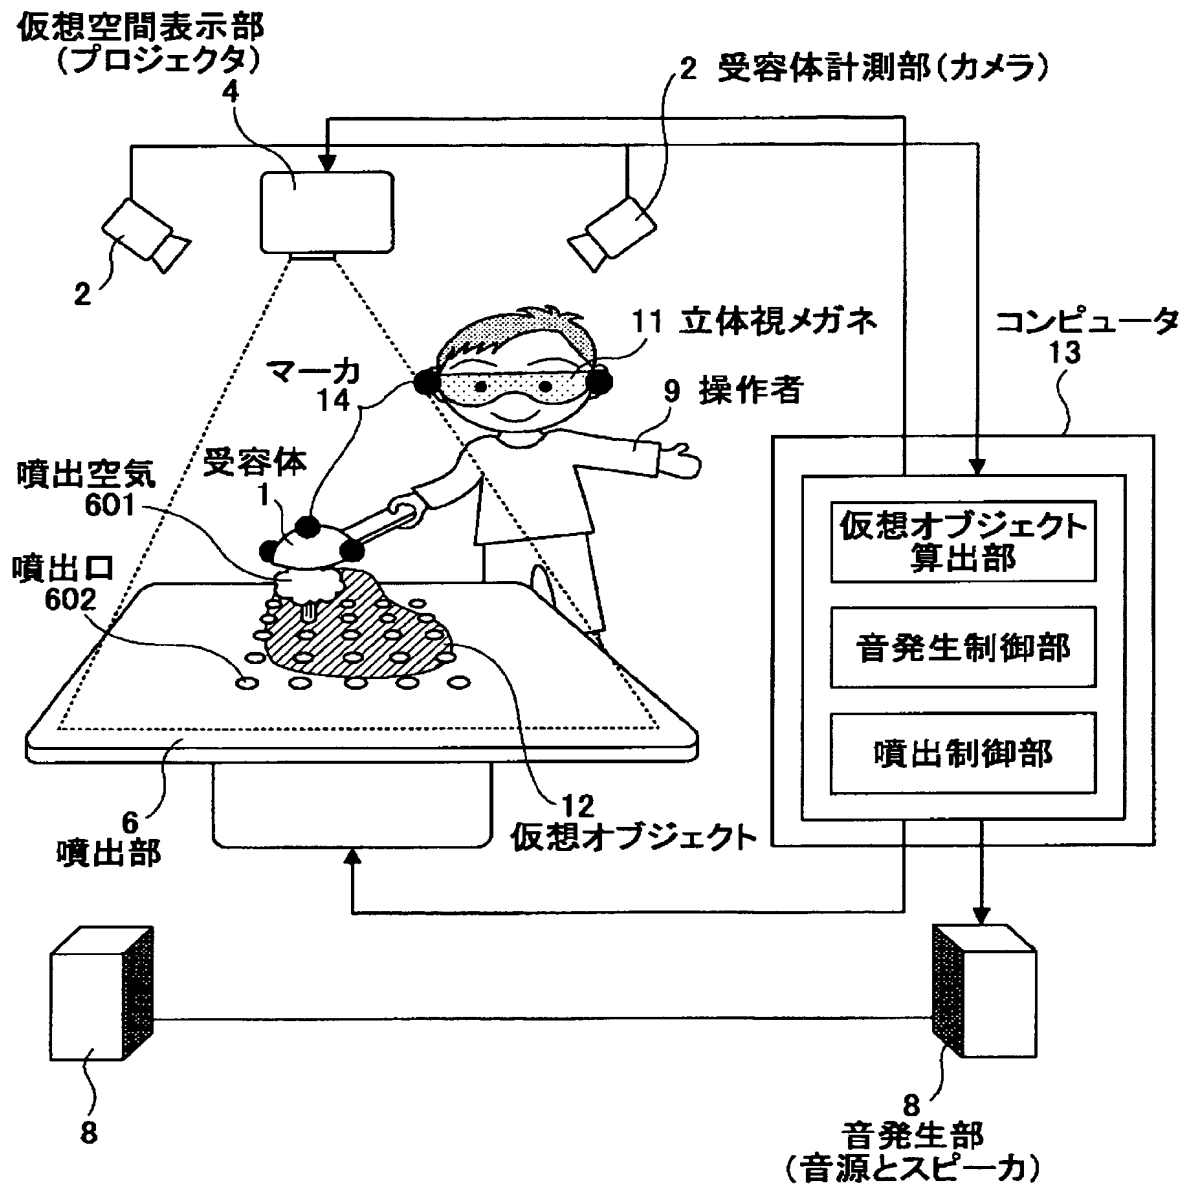 仮想空間表示部
(プロジェクタ)
4
2 受容体計測部(カメラ)
2
11 立体視メガネ
コンピュータ
13
マーカ
14
9 操作者
受容体
1
噴出空気
601
噴出口
602
仮想オブジェクト
算出部
音発生制御部
噴出制御部
6
噴出部
12
仮想オブジェクト
8
8
音発生部
(音源とスピーカ)